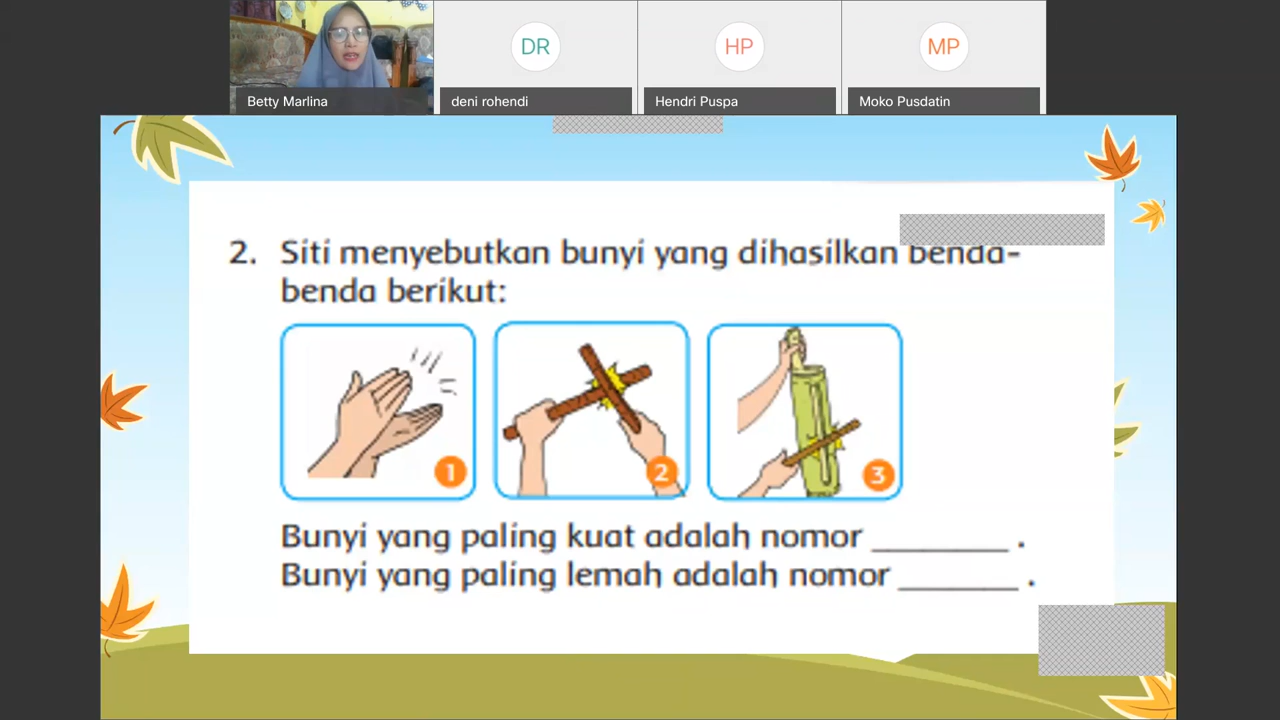 DR
HP
MP
Betty Marlina
deni rohendi
Hendri Puspa
Moko Pusdatin
2. Siti menyebutkan bunyi yang dihasilkan benda-
benda berikut:
1
2
3
Bunyi yang paling kuat adalah nomor ________ .
Bunyi yang paling lemah adalah nomor ________ .